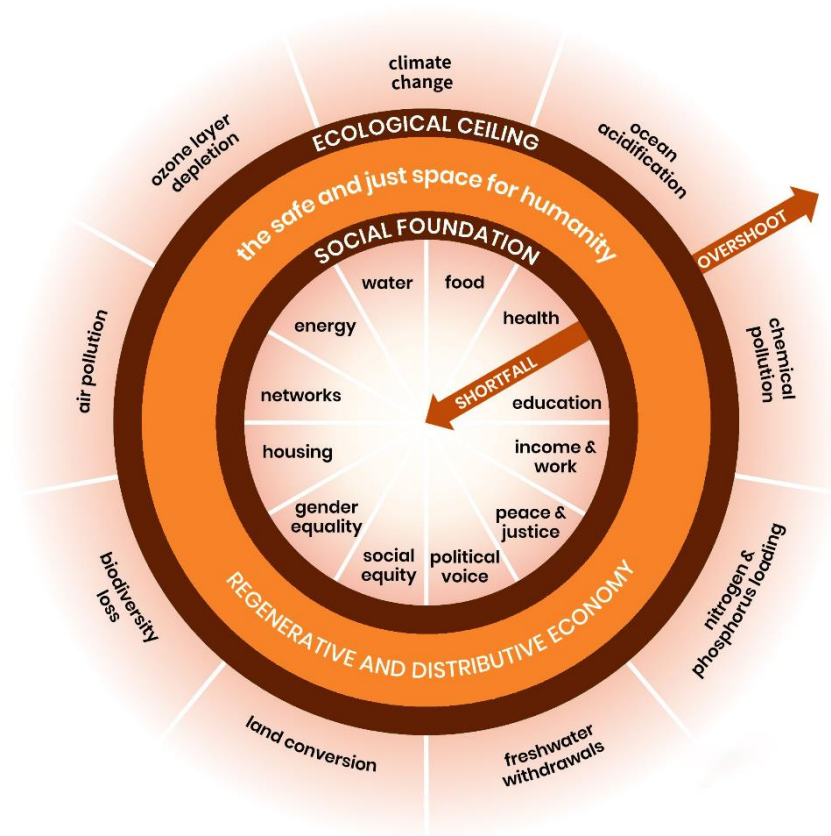 climate
change
ozone layer
depletion
ocean
acidification
ECOLOGICAL CEILING
the safe and just space for humanity
OVERSHOOT
SOCIAL FOUNDATION
water
food
energy
health
air pollution
chemical
pollution
SHORTFALL
networks
education
housing
income &
work
gender
equality
peace &
justice
social
equity
political
voice
biodiversity
loss
nitrogen &
phosphorus loading
REGENERATIVE AND DISTRIBUTIVE ECONOMY
land conversion
freshwater
withdrawals